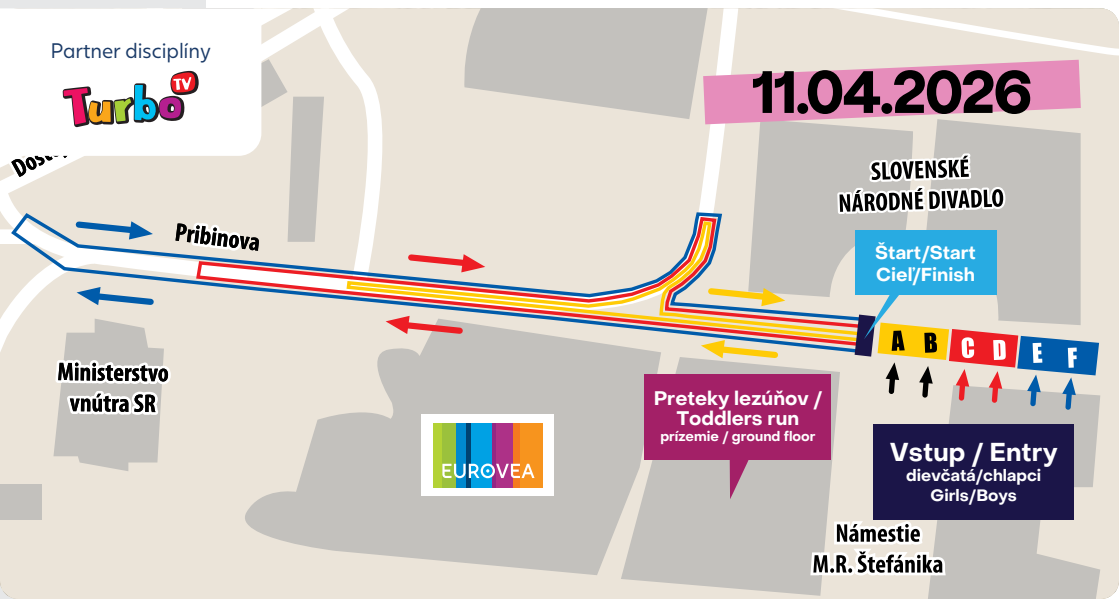 Partner disciplíny
Turbo TV
11.04.2026
SLOVENSKÉ
NÁRODNÉ DIVADLO
Pribinova
Štart/Start
Cieľ/Finish
A B C D E F
Ministerstvo
vnútra SR
Preteky lezúňov /
Toddlers run
prízemie / ground floor
EUROVEA
Vstup / Entry
dievčatá/chlapci
Girls/Boys
Námestie
M.R. Štefánika